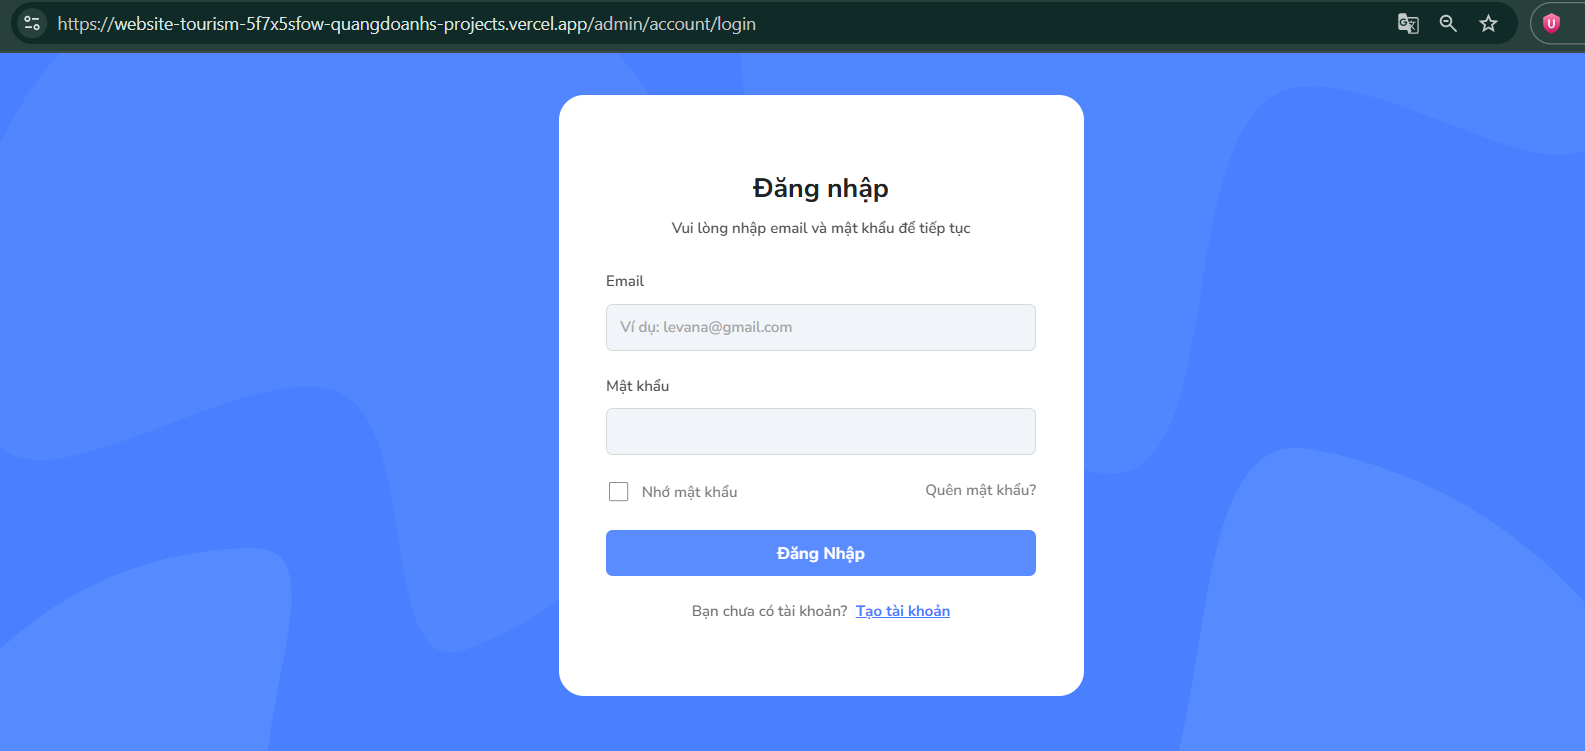 https://website-tourism-5f7x5sfow-quangdoanhs-projects.vercel.app/admin/account/login
Đăng nhập
Vui lòng nhập email và mật khẩu để tiếp tục
Email
Ví dụ: levana@gmail.com
Mật khẩu
Nhớ mật khẩu
Quên mật khẩu?
Đăng Nhập
Bạn chưa có tài khoản? Tạo tài khoản